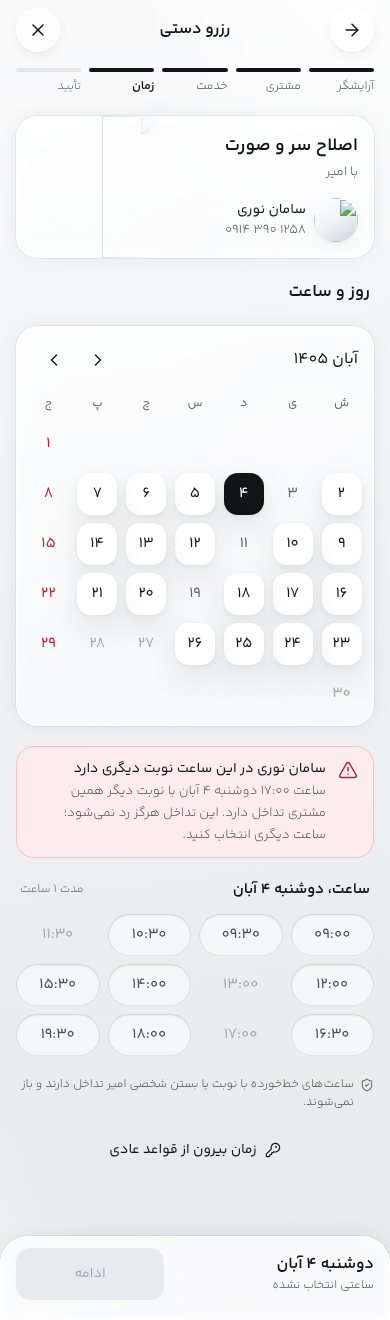 رزرو دستی
آرایشگر مشتری خدمت زمان تأیید
اصلاح سر و صورت
با امیر
سامان نوری
۰۹۱۴ ۳۹۰ ۱۲۵۸
روز و ساعت
آبان ۱۴۰۵
ش ی د س چ پ ج
۱
۲ ۳ ۴ ۵ ۶ ۷ ۸
۹ ۱۰ ۱۱ ۱۲ ۱۳ ۱۴ ۱۵
۱۶ ۱۷ ۱۸ ۱۹ ۲۰ ۲۱ ۲۲
۲۳ ۲۴ ۲۵ ۲۶ ۲۷ ۲۸ ۲۹
۳۰
سامان نوری در این ساعت نوبت دیگری دارد
ساعت ۱۷:۰۰ دوشنبه ۴ آبان با نوبت دیگر همین
مشتری تداخل دارد. این تداخل هرگز رد نمی‌شود؛
ساعت دیگری انتخاب کنید.
ساعت، دوشنبه ۴ آبان مدت ۱ ساعت
۰۹:۰۰ ۰۹:۳۰ ۱۰:۳۰ ۱۱:۳۰
۱۲:۰۰ ۱۳:۰۰ ۱۴:۰۰ ۱۵:۳۰
۱۶:۳۰ ۱۷:۰۰ ۱۸:۰۰ ۱۹:۳۰
ساعت‌های خط‌خورده با نوبت یا بستن شخصی امیر تداخل دارند و باز
نمی‌شوند.
زمان بیرون از قواعد عادی
دوشنبه ۴ آبان
ساعتی انتخاب نشده
ادامه